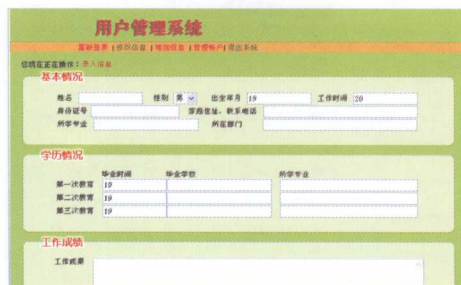 用户管理系统
重新登录 | 修改信息 | 增加信息 | 管理帐户 | 退出系统
您现在正在操作：录入信息
基本情况
姓名 性别 男 出生年月 19 工作时间 20
身份证号 家庭住址、联系电话
所学专业 所在部门
学历情况
毕业时间 毕业学校 所学专业
第一次教育 19
第二次教育 19
第三次教育 19
工作成绩
工作成果